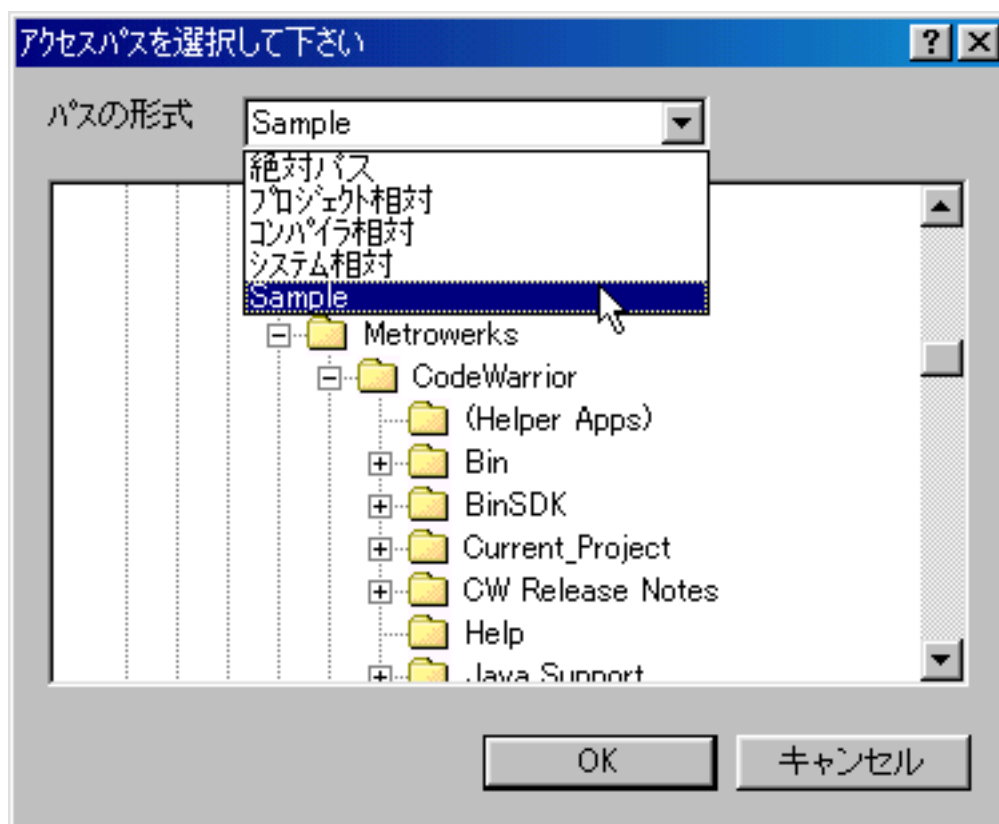 アクセスパスを選択して下さい
パスの形式
Sample
絶対パス
プロジェクト相対
コンパイラ相対
システム相対
Sample
Metrowerks
CodeWarrior
(Helper Apps)
Bin
BinSDK
Current_Project
CW Release Notes
Help
Java Support
OK
キャンセル